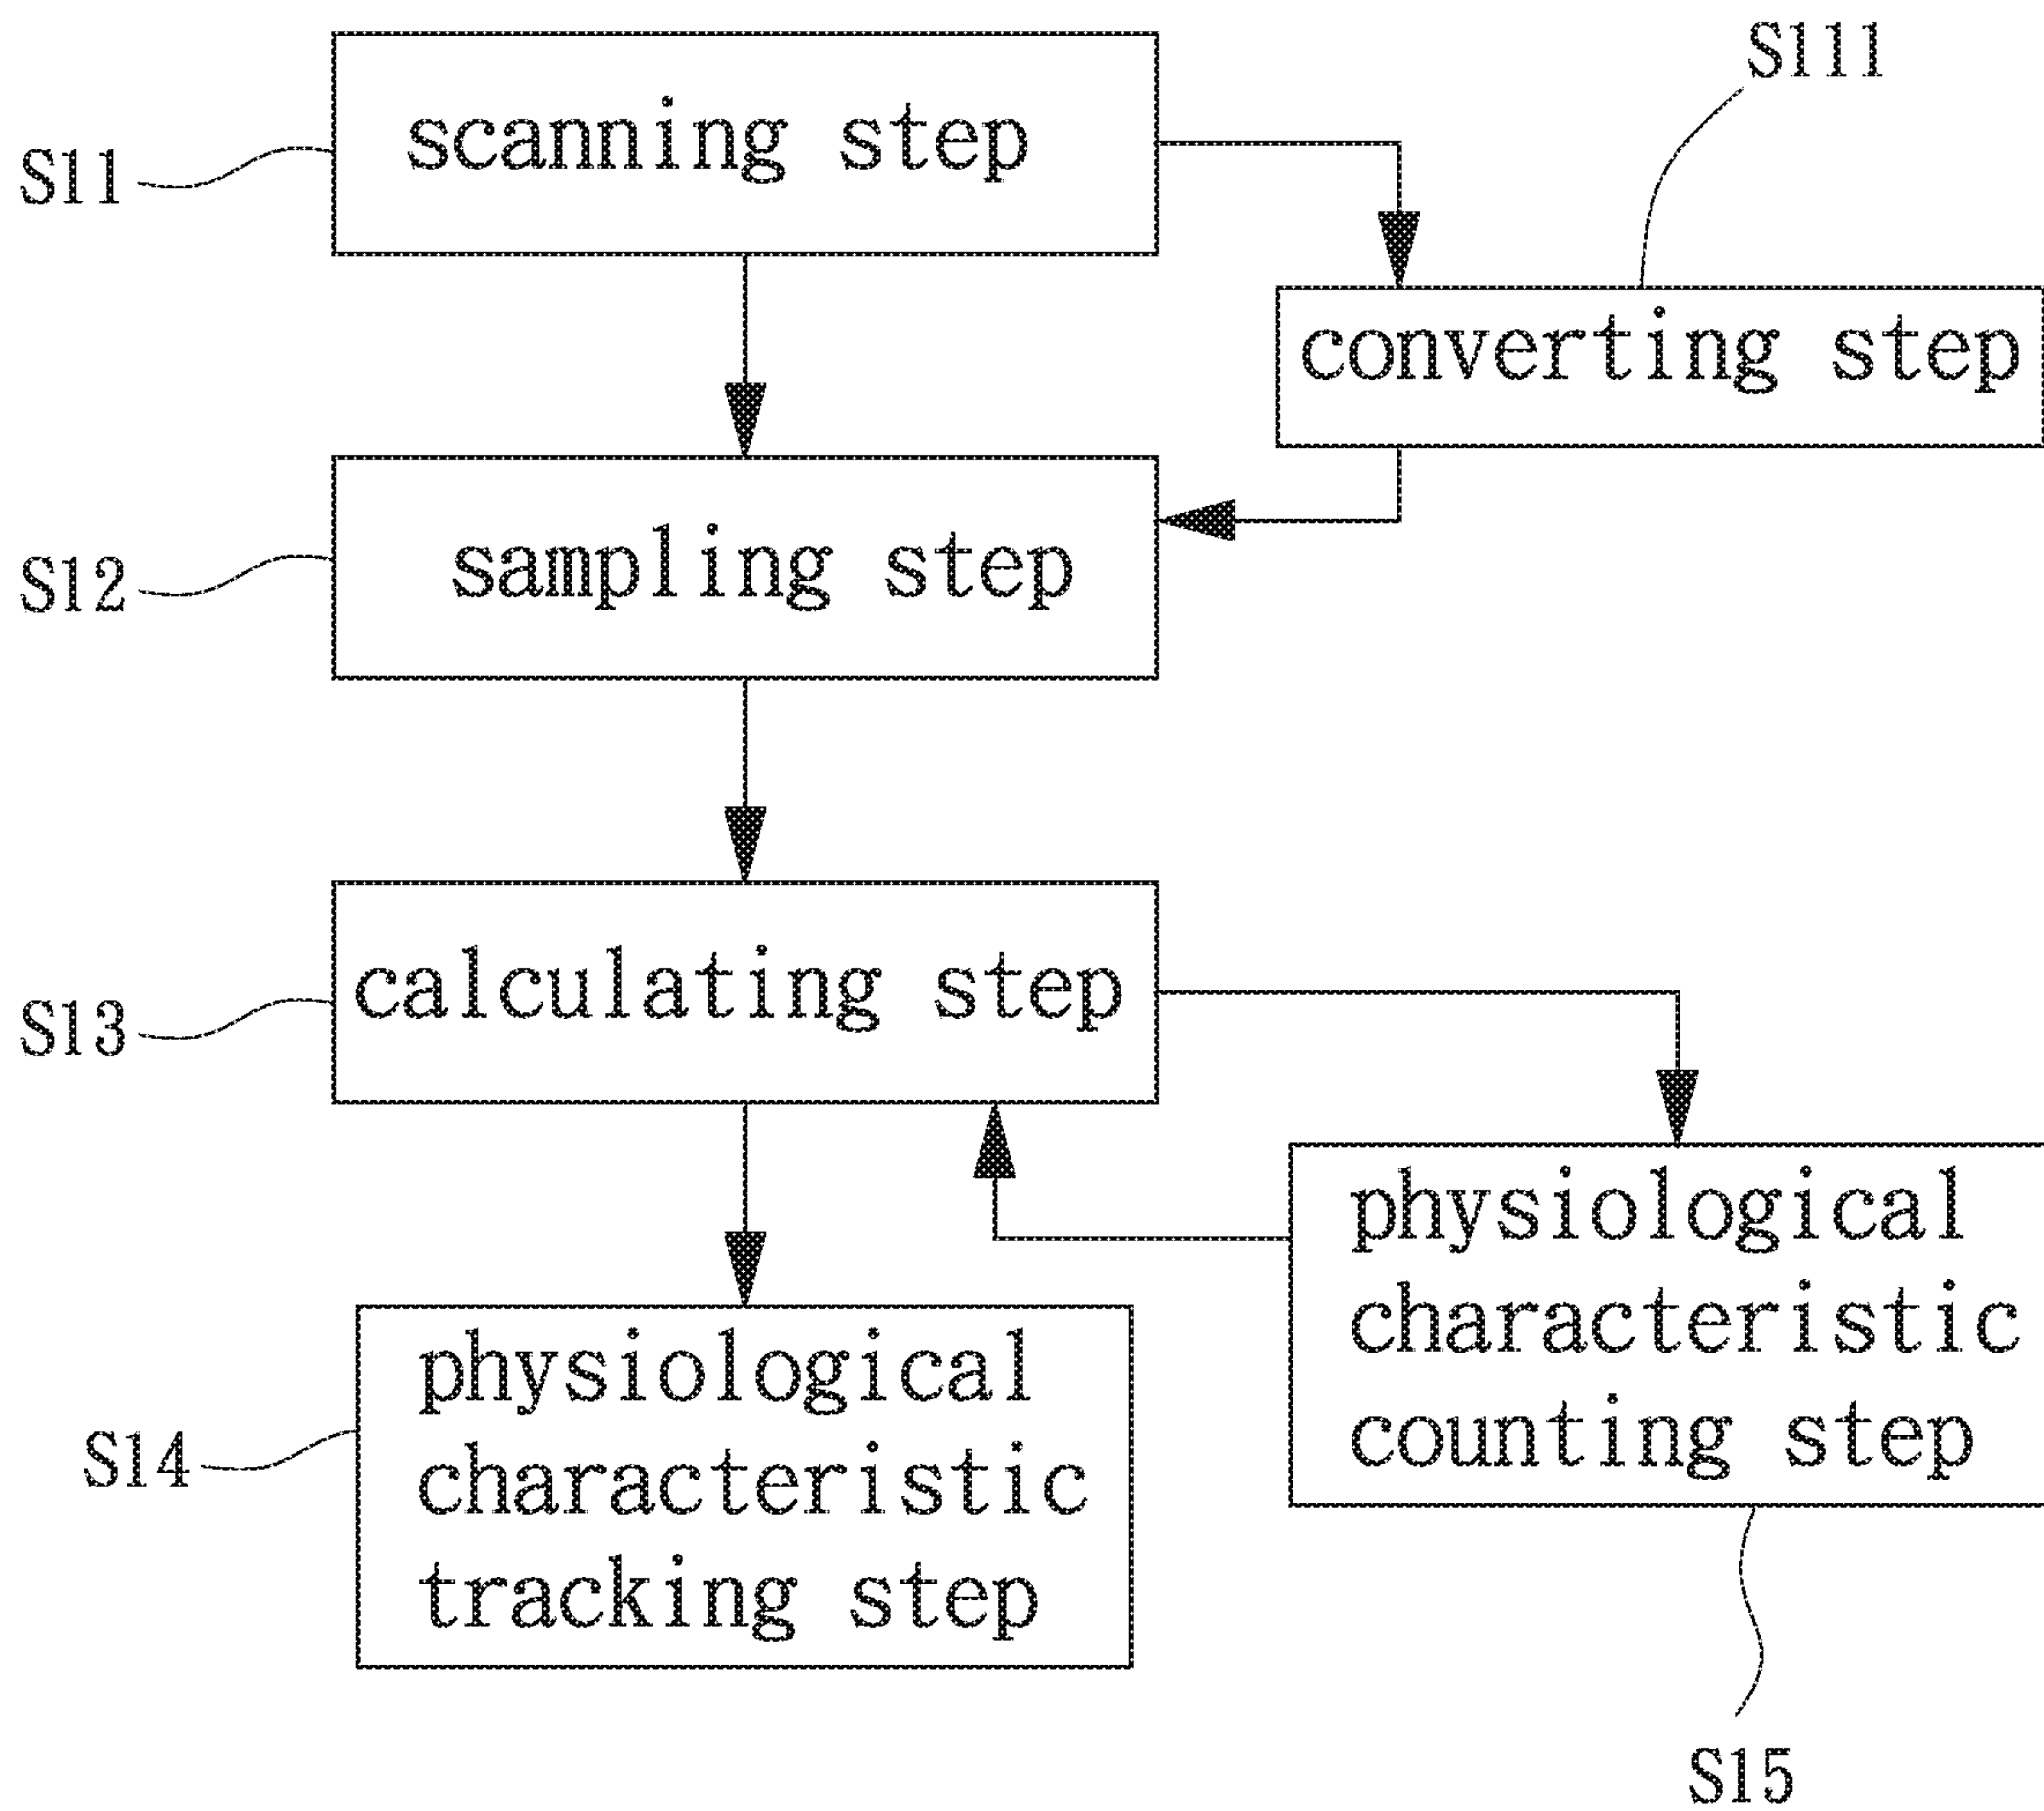 S111
scanning step
S11
converting step
sampling step
S12
calculating step
S13
physiological
characteristic
counting step
physiological
characteristic
tracking step
S14
S15